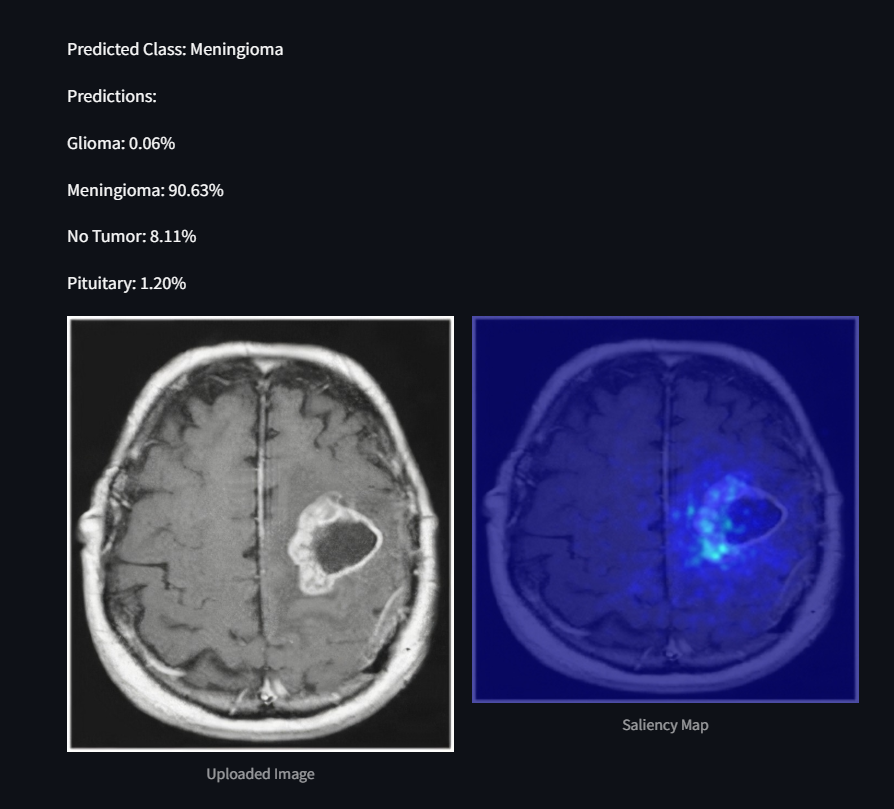 Predicted Class: Meningioma
Predictions:
Glioma: 0.06%
Meningioma: 90.63%
No Tumor: 8.11%
Pituitary: 1.20%
Uploaded Image
Saliency Map